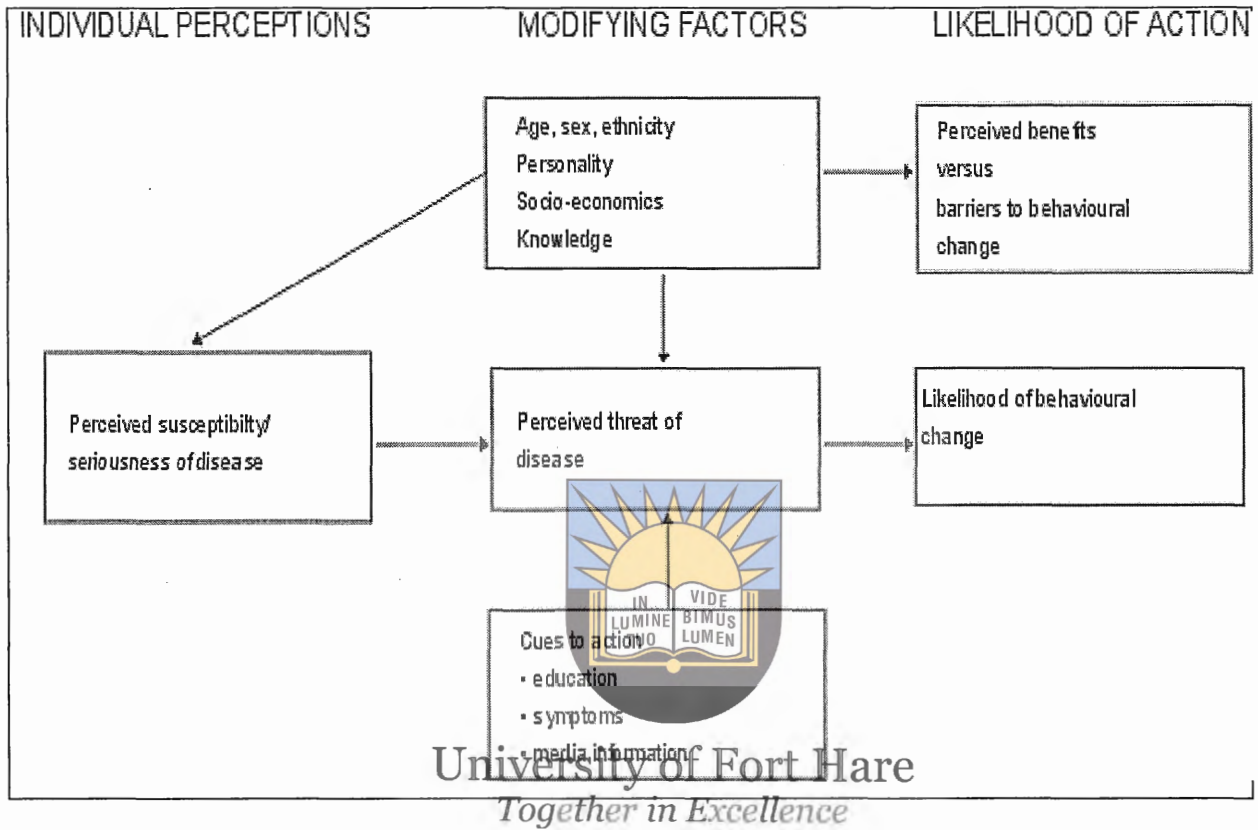 INDIVIDUAL PERCEPTIONS
MODIFYING FACTORS
LIKELIHOOD OF ACTION
Age, sex, ethnicity
Personality
Socio-economics
Knowledge
Perceived benefits
versus
barriers to behavioural
change
Perceived susceptibilty/
seriousness of disease
Perceived threat of
disease
Likelihood of behavioural
change
IN
LUMINE
TUO
VIDE
BIMUS
LUMEN
Cues to action
• education
• symptoms
• media information
University of Fort Hare
Together in Excellence